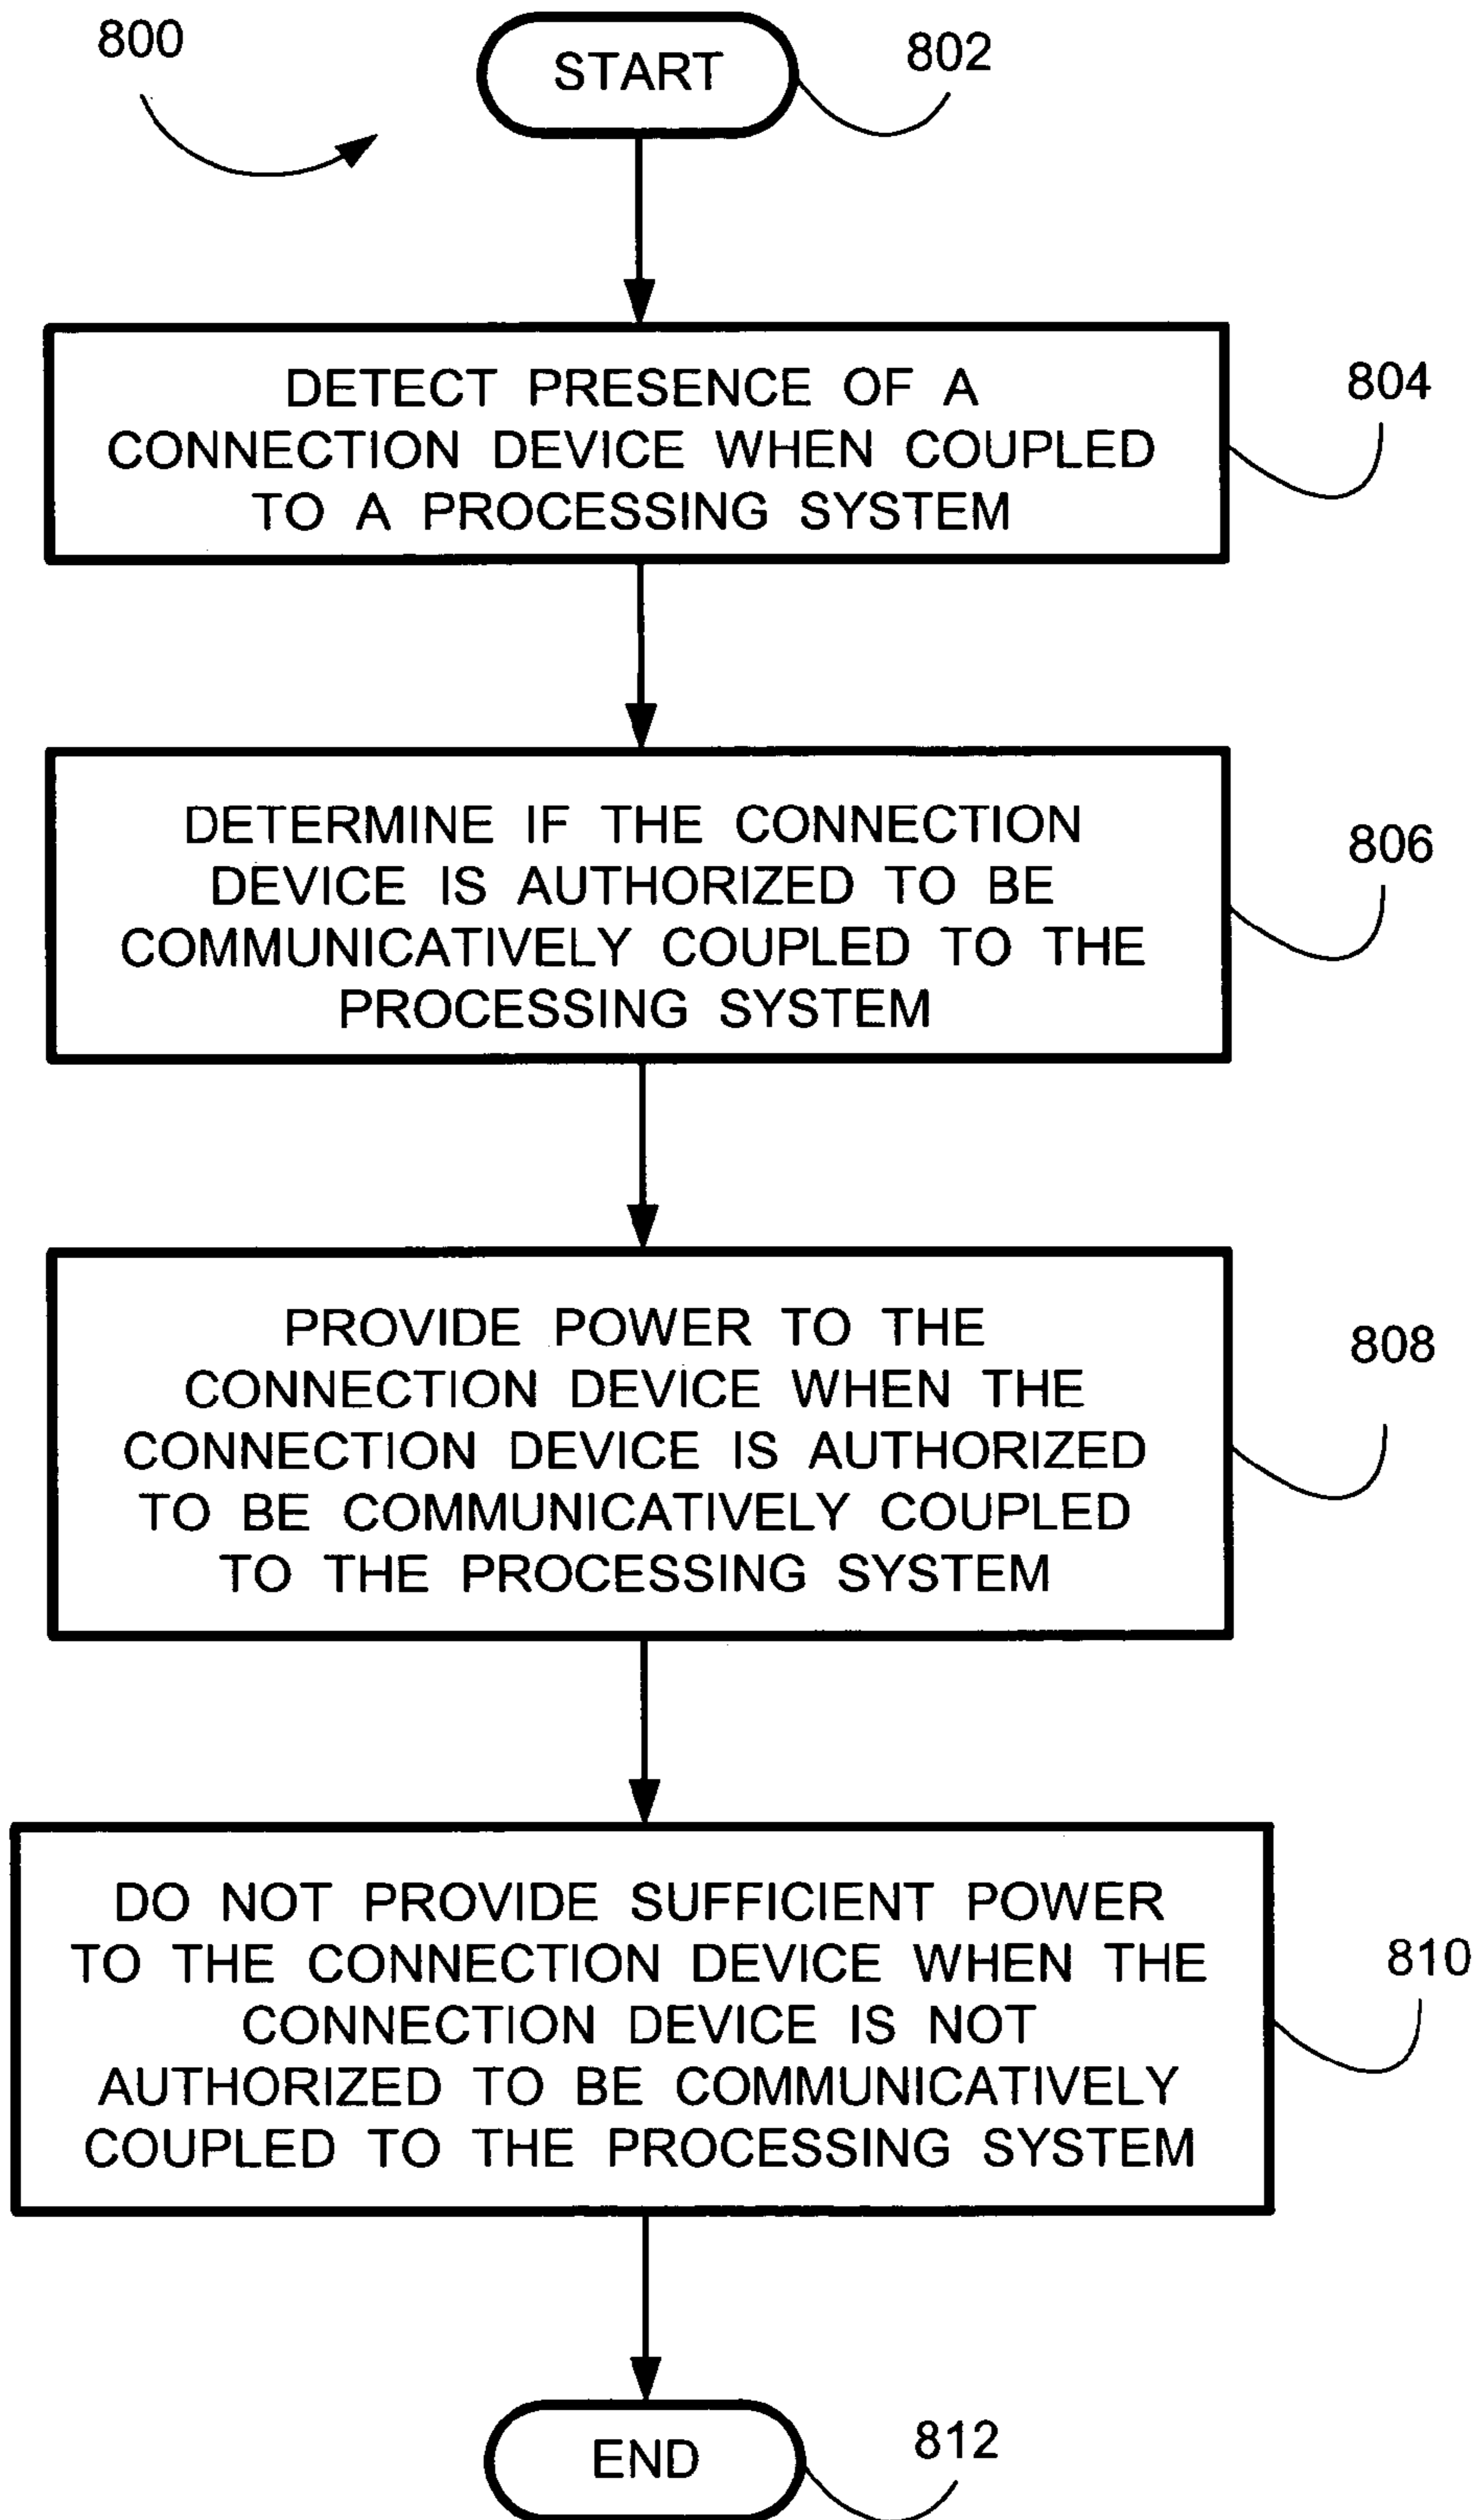 800
START
802
DETECT PRESENCE OF A
CONNECTION DEVICE WHEN COUPLED
TO A PROCESSING SYSTEM
804
DETERMINE IF THE CONNECTION
DEVICE IS AUTHORIZED TO BE
COMMUNICATIVELY COUPLED TO THE
PROCESSING SYSTEM
806
PROVIDE POWER TO THE
CONNECTION DEVICE WHEN THE
CONNECTION DEVICE IS AUTHORIZED
TO BE COMMUNICATIVELY COUPLED
TO THE PROCESSING SYSTEM
808
DO NOT PROVIDE SUFFICIENT POWER
TO THE CONNECTION DEVICE WHEN THE
CONNECTION DEVICE IS NOT
AUTHORIZED TO BE COMMUNICATIVELY
COUPLED TO THE PROCESSING SYSTEM
810
END
812